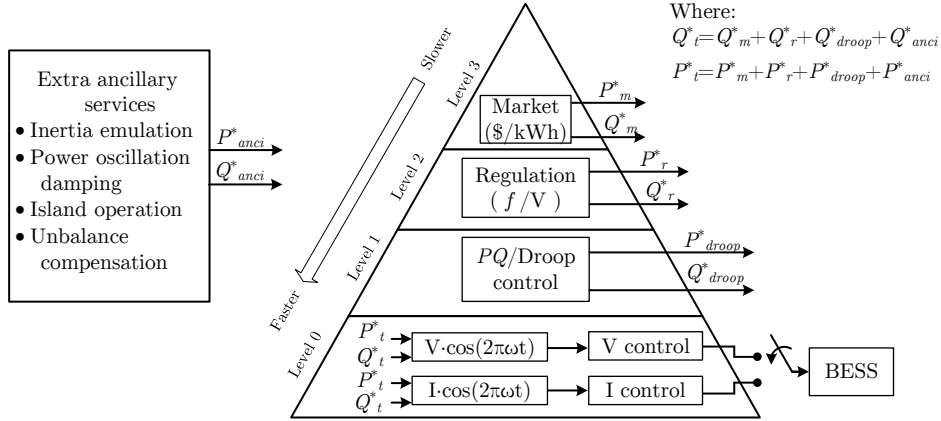 Extra ancillary
services
• Inertia emulation
• Power oscillation
damping
• Island operation
• Unbalance
compensation
P*anci
Q*anci
Slower
Faster
Level 3
Level 2
Level 1
Level 0
Market
($/kWh)
P*m
Q*m
Regulation
( f /V )
P*r
Q*r
PQ/Droop
control
P*droop
Q*droop
P*t
Q*t
V·cos(2πωt)
V control
P*t
Q*t
I·cos(2πωt)
I control
BESS
Where:
Q*t=Q*m+Q*r+Q*droop+Q*anci
P*t=P*m+P*r+P*droop+P*anci